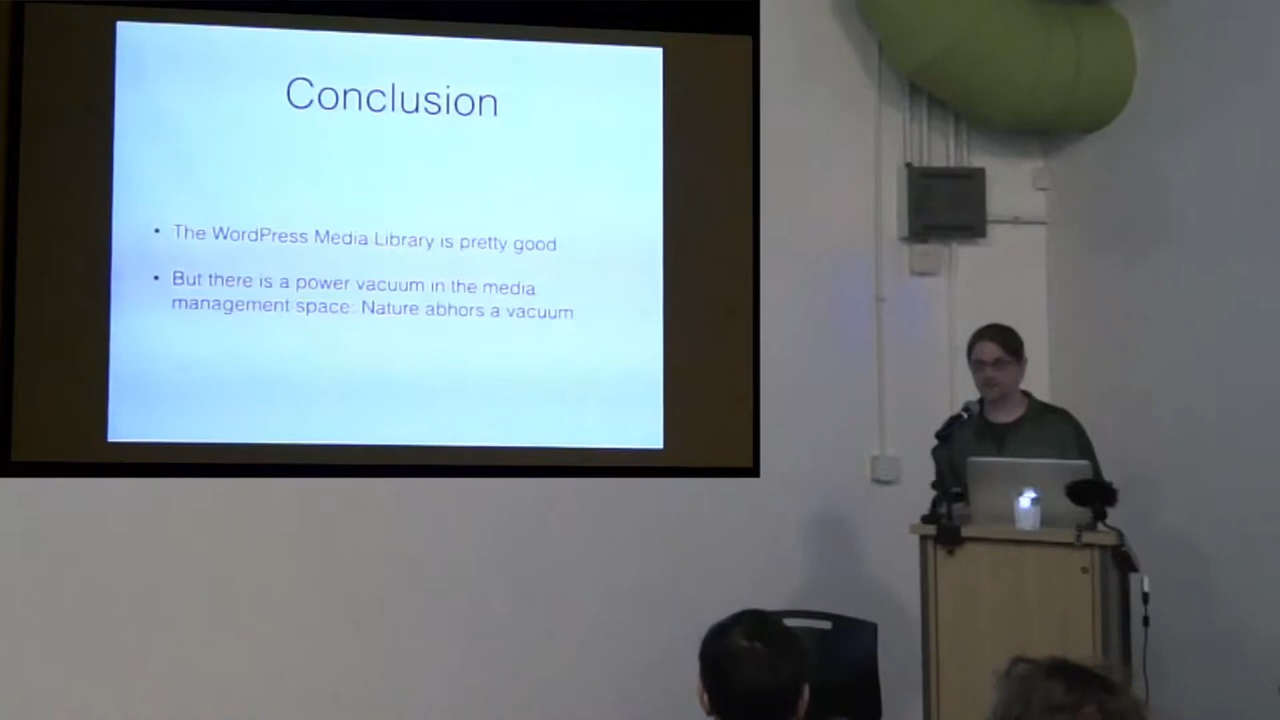 Conclusion
• The WordPress Media Library is pretty good
• But there is a power vacuum in the media
management space: Nature abhors a vacuum